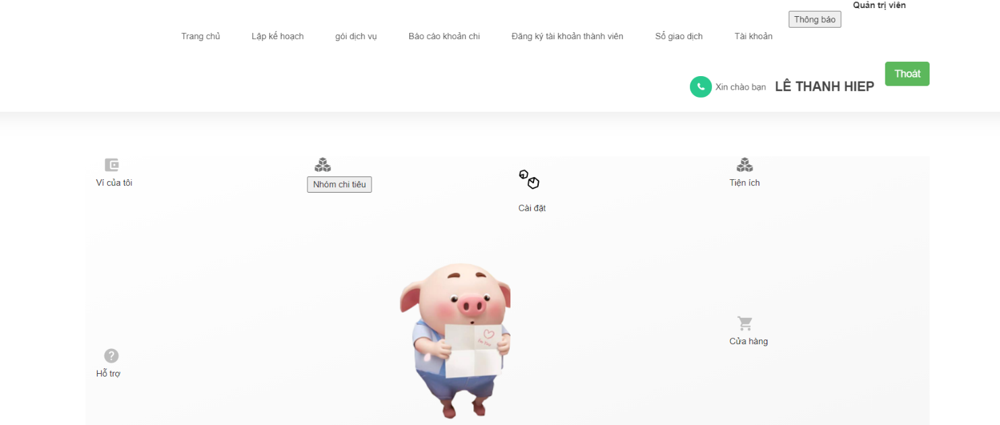 Quản trị viên
Thông báo
Trang chủ Lập kế hoạch gói dịch vụ Báo cáo khoản chi Đăng ký tài khoản thành viên Sổ giao dịch Tài khoản
Thoát
Xin chào bạn LÊ THANH HIEP
Ví của tôi
Nhóm chi tiêu
Cài đặt
Tiện ích
Cửa hàng
Hỗ trợ